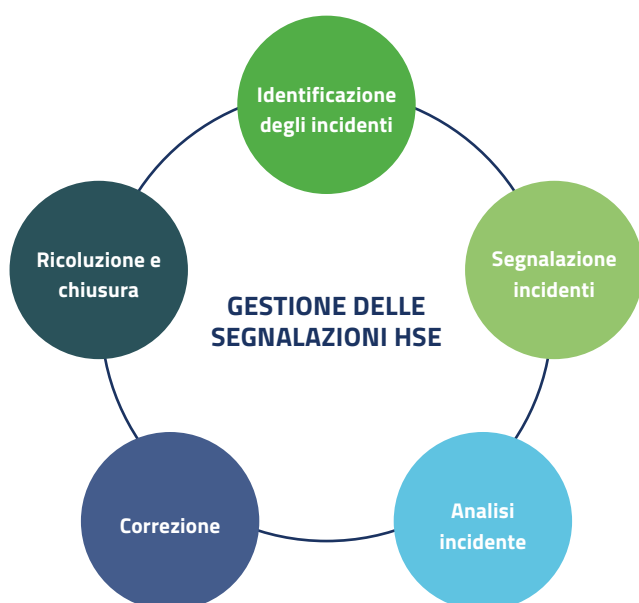 Identificazione
degli incidenti
Segnalazione
incidenti
Analisi
incidente
Correzione
Ricoluzione e
chiusura
GESTIONE DELLE
SEGNALAZIONI HSE